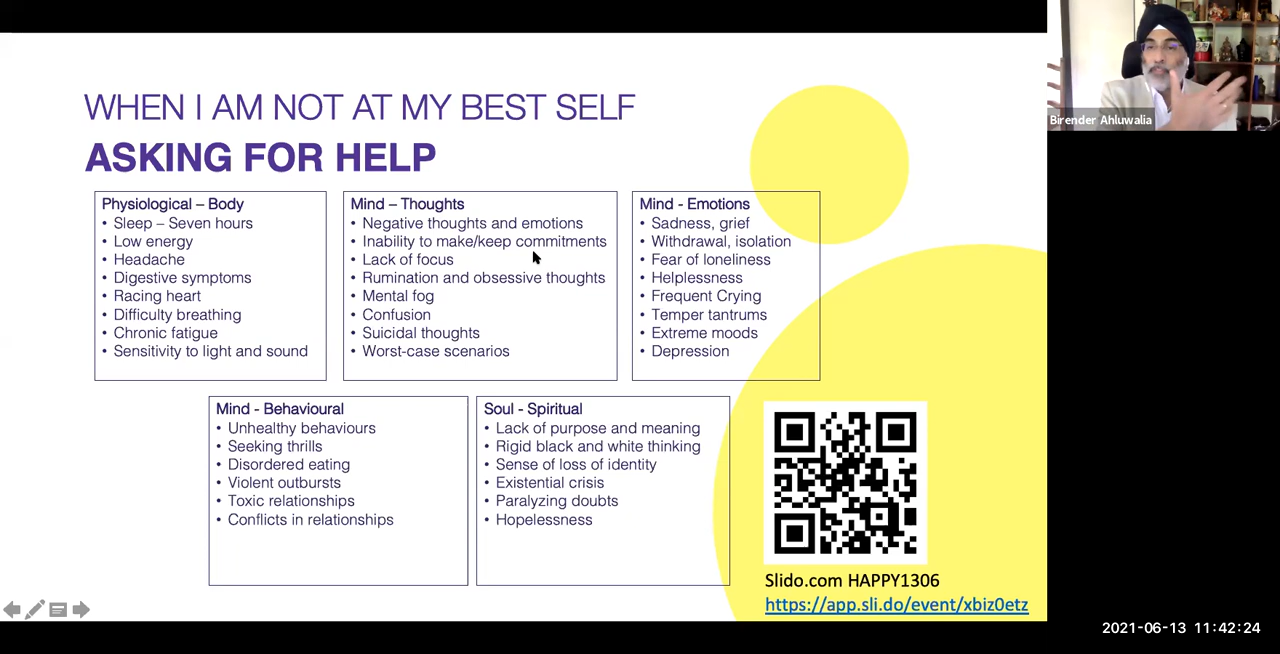 WHEN I AM NOT AT MY BEST SELF
ASKING FOR HELP
Physiological – Body
• Sleep – Seven hours
• Low energy
• Headache
• Digestive symptoms
• Racing heart
• Difficulty breathing
• Chronic fatigue
• Sensitivity to light and sound
Mind – Thoughts
• Negative thoughts and emotions
• Inability to make/keep commitments
• Lack of focus
• Rumination and obsessive thoughts
• Mental fog
• Confusion
• Suicidal thoughts
• Worst-case scenarios
Mind - Emotions
• Sadness, grief
• Withdrawal, isolation
• Fear of loneliness
• Helplessness
• Frequent Crying
• Temper tantrums
• Extreme moods
• Depression
Mind - Behavioural
• Unhealthy behaviours
• Seeking thrills
• Disordered eating
• Violent outbursts
• Toxic relationships
• Conflicts in relationships
Soul - Spiritual
• Lack of purpose and meaning
• Rigid black and white thinking
• Sense of loss of identity
• Existential crisis
• Paralyzing doubts
• Hopelessness
Slido.com HAPPY1306
https://app.sli.do/event/xbiz0etz
Birender Ahluwalia
2021-06-13 11:42:24